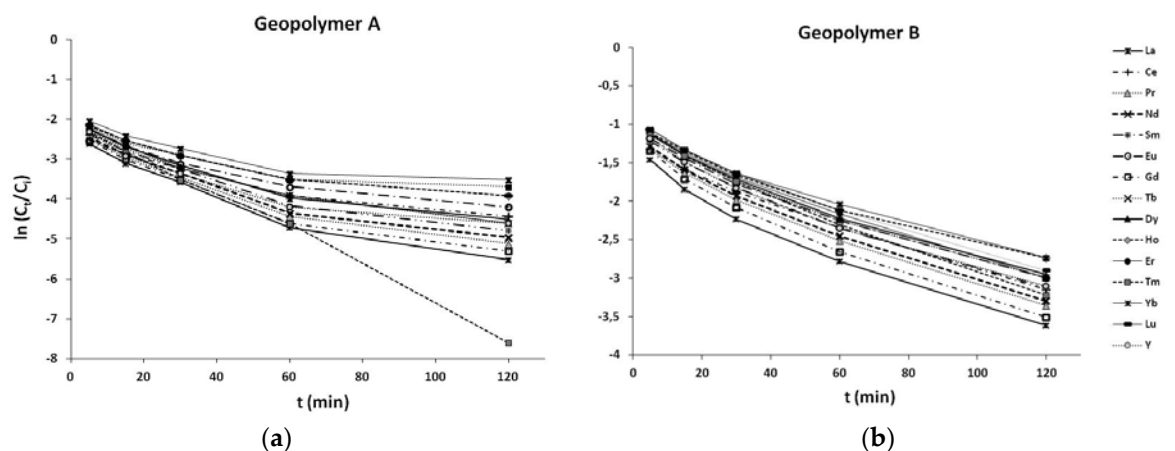 Geopolymer A
ln (Ct/Ci)
0
-1
-2
-3
-4
-5
-6
-7
-8
0 20 40 60 80 100 120
t (min)
(a)
Geopolymer B
0
-0,5
-1
-1,5
-2
-2,5
-3
-3,5
-4
0 20 40 60 80 100 120
t (min)
(b)
La
Ce
Pr
Nd
Sm
Eu
Gd
Tb
Dy
Ho
Er
Tm
Yb
Lu
Y